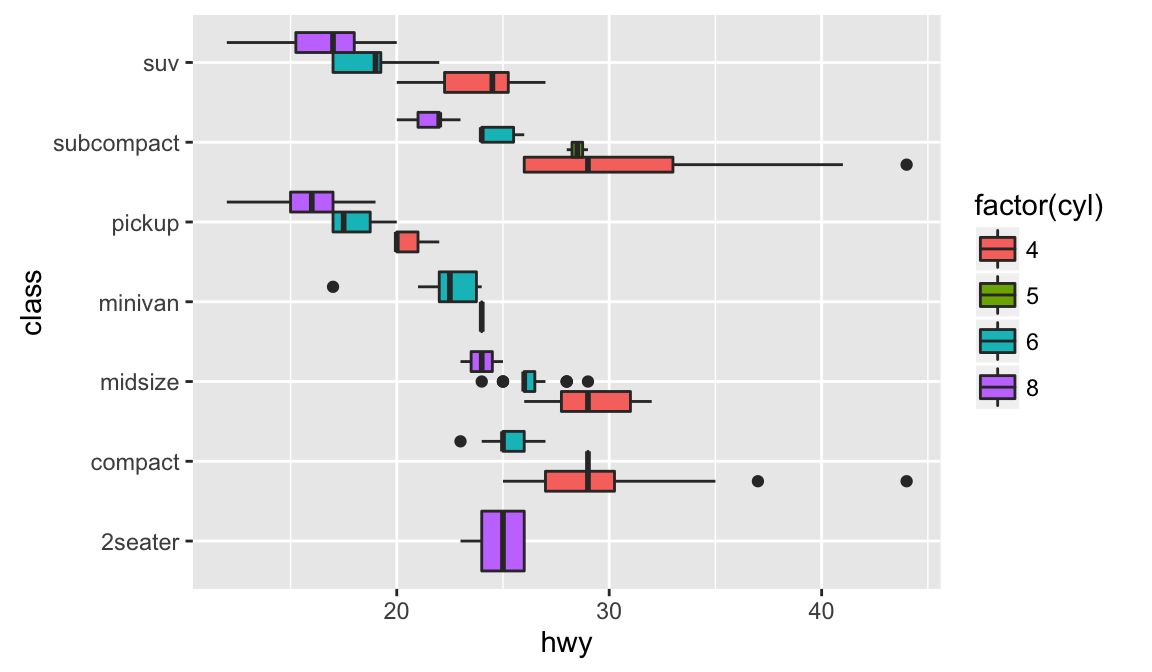 suv
subcompact
pickup
minivan
midsize
compact
2seater
class
20 30 40
hwy
factor(cyl)
4
5
6
8